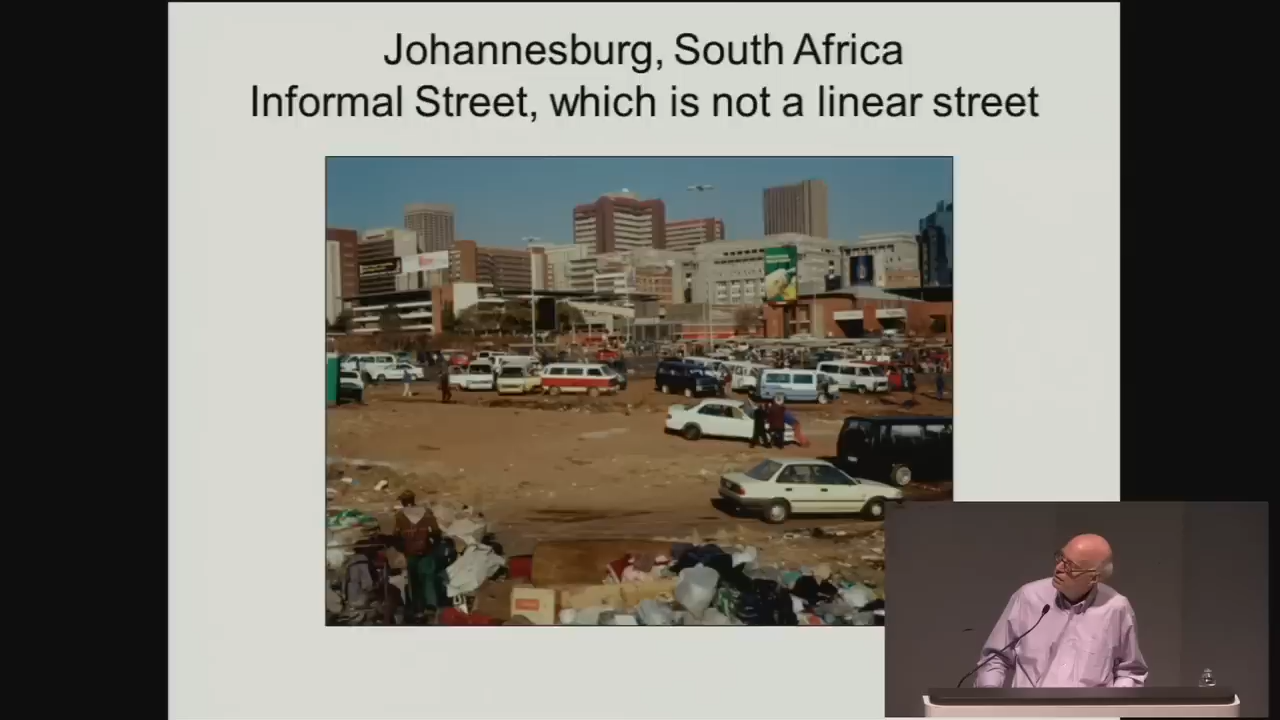 Johannesburg, South Africa
Informal Street, which is not a linear street